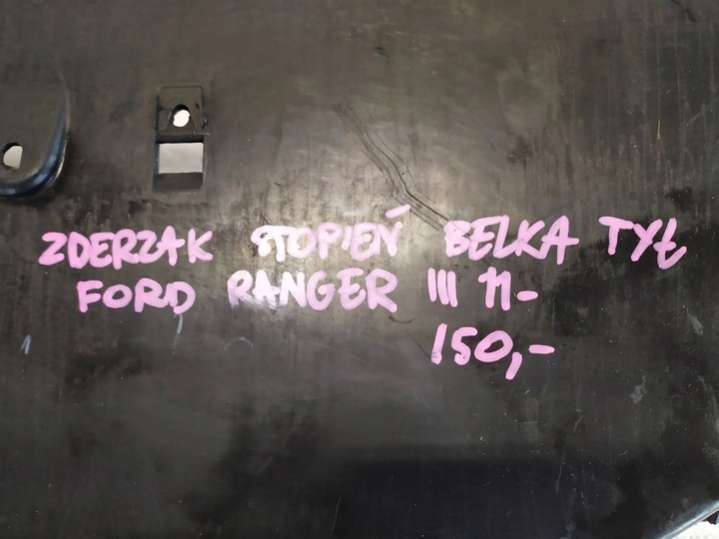 ZDERZAK STOPIEŃ BELKA TYŁ
FORD RANGER III 11-
150,-